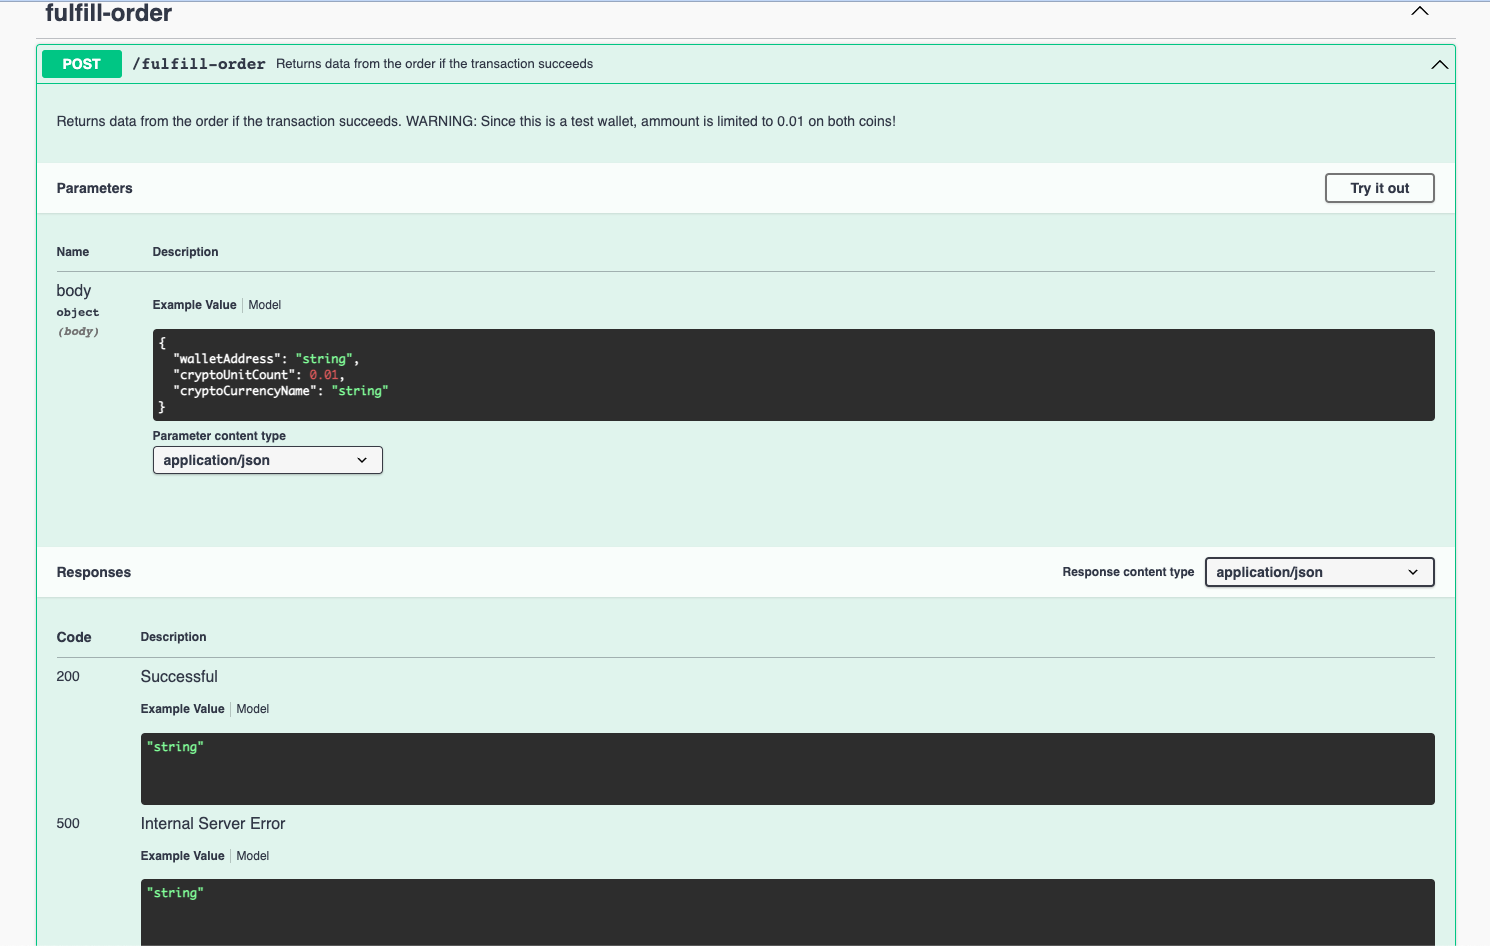 fulfill-order
POST /fulfill-order Returns data from the order if the transaction succeeds
Returns data from the order if the transaction succeeds. WARNING: Since this is a test wallet, ammount is limited to 0.01 on both coins!
Parameters
Try it out
Name Description
body
object
(body)
Example Value Model
{
"walletAddress": "string",
"cryptoUnitCount": 0.01,
"cryptoCurrencyName": "string"
}
Parameter content type
application/json
Responses
Response content type application/json
Code Description
200 Successful
Example Value Model
"string"
500 Internal Server Error
Example Value Model
"string"